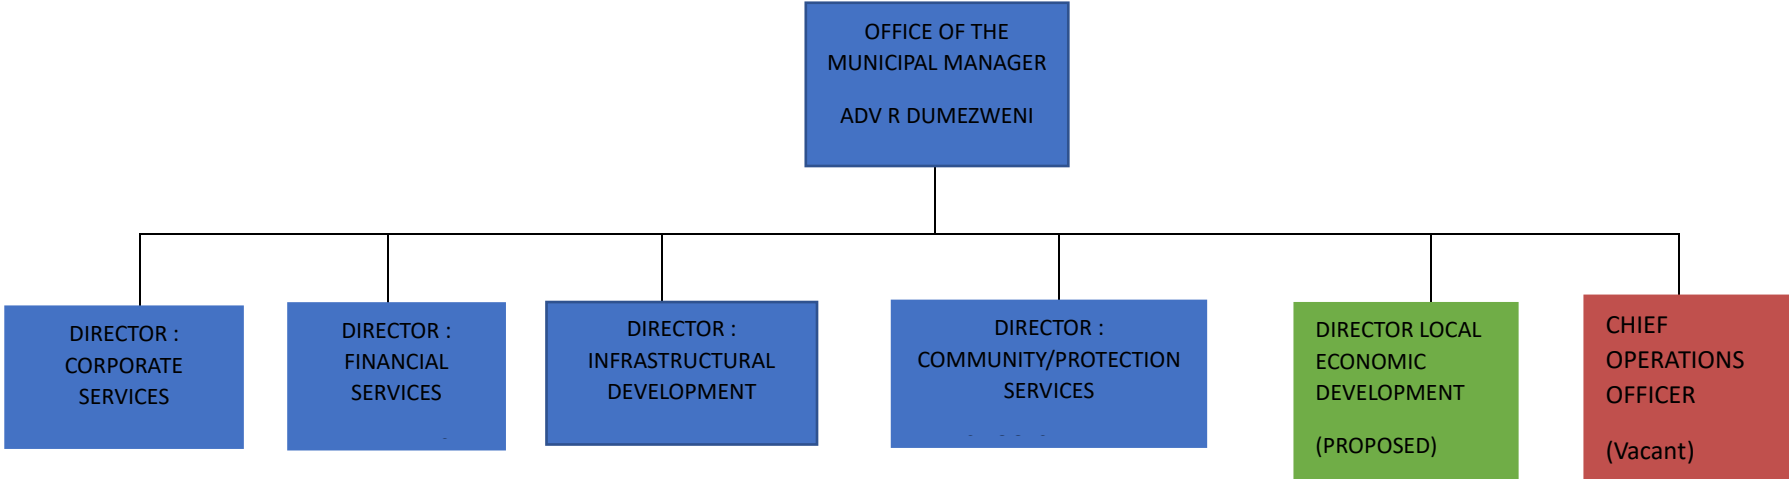 OFFICE OF THE
MUNICIPAL MANAGER
ADV R DUMEZWENI
DIRECTOR :
CORPORATE
SERVICES
DIRECTOR :
FINANCIAL
SERVICES
DIRECTOR :
INFRASTRUCTURAL
DEVELOPMENT
DIRECTOR :
COMMUNITY/PROTECTION
SERVICES
DIRECTOR LOCAL
ECONOMIC
DEVELOPMENT
(PROPOSED)
CHIEF
OPERATIONS
OFFICER
(Vacant)